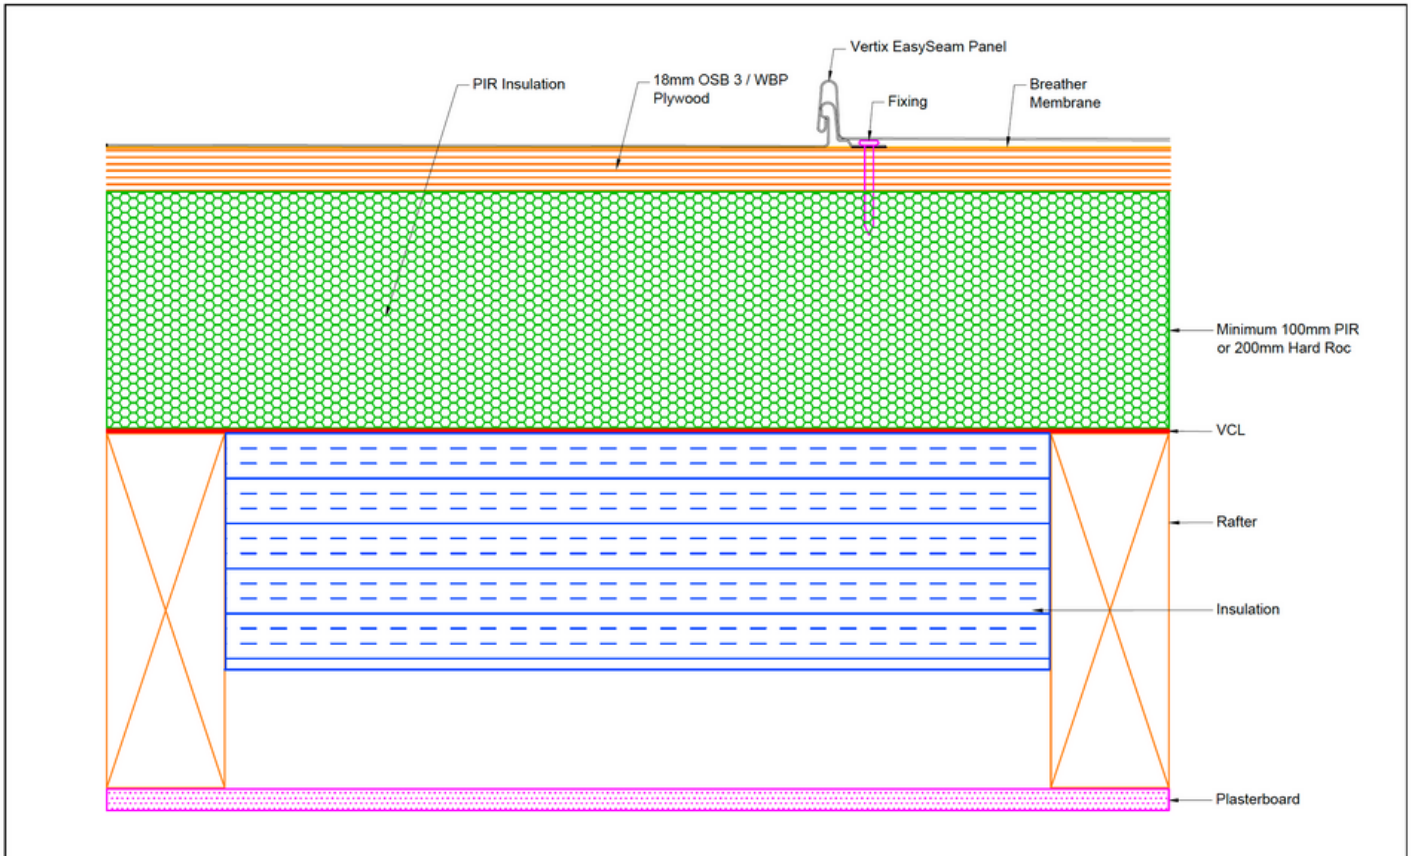 Vertix EasySeam Panel
PIR Insulation
18mm OSB 3 / WBP
Plywood
Fixing
Breather
Membrane
Minimum 100mm PIR
or 200mm Hard Roc
VCL
Rafter
Insulation
Plasterboard